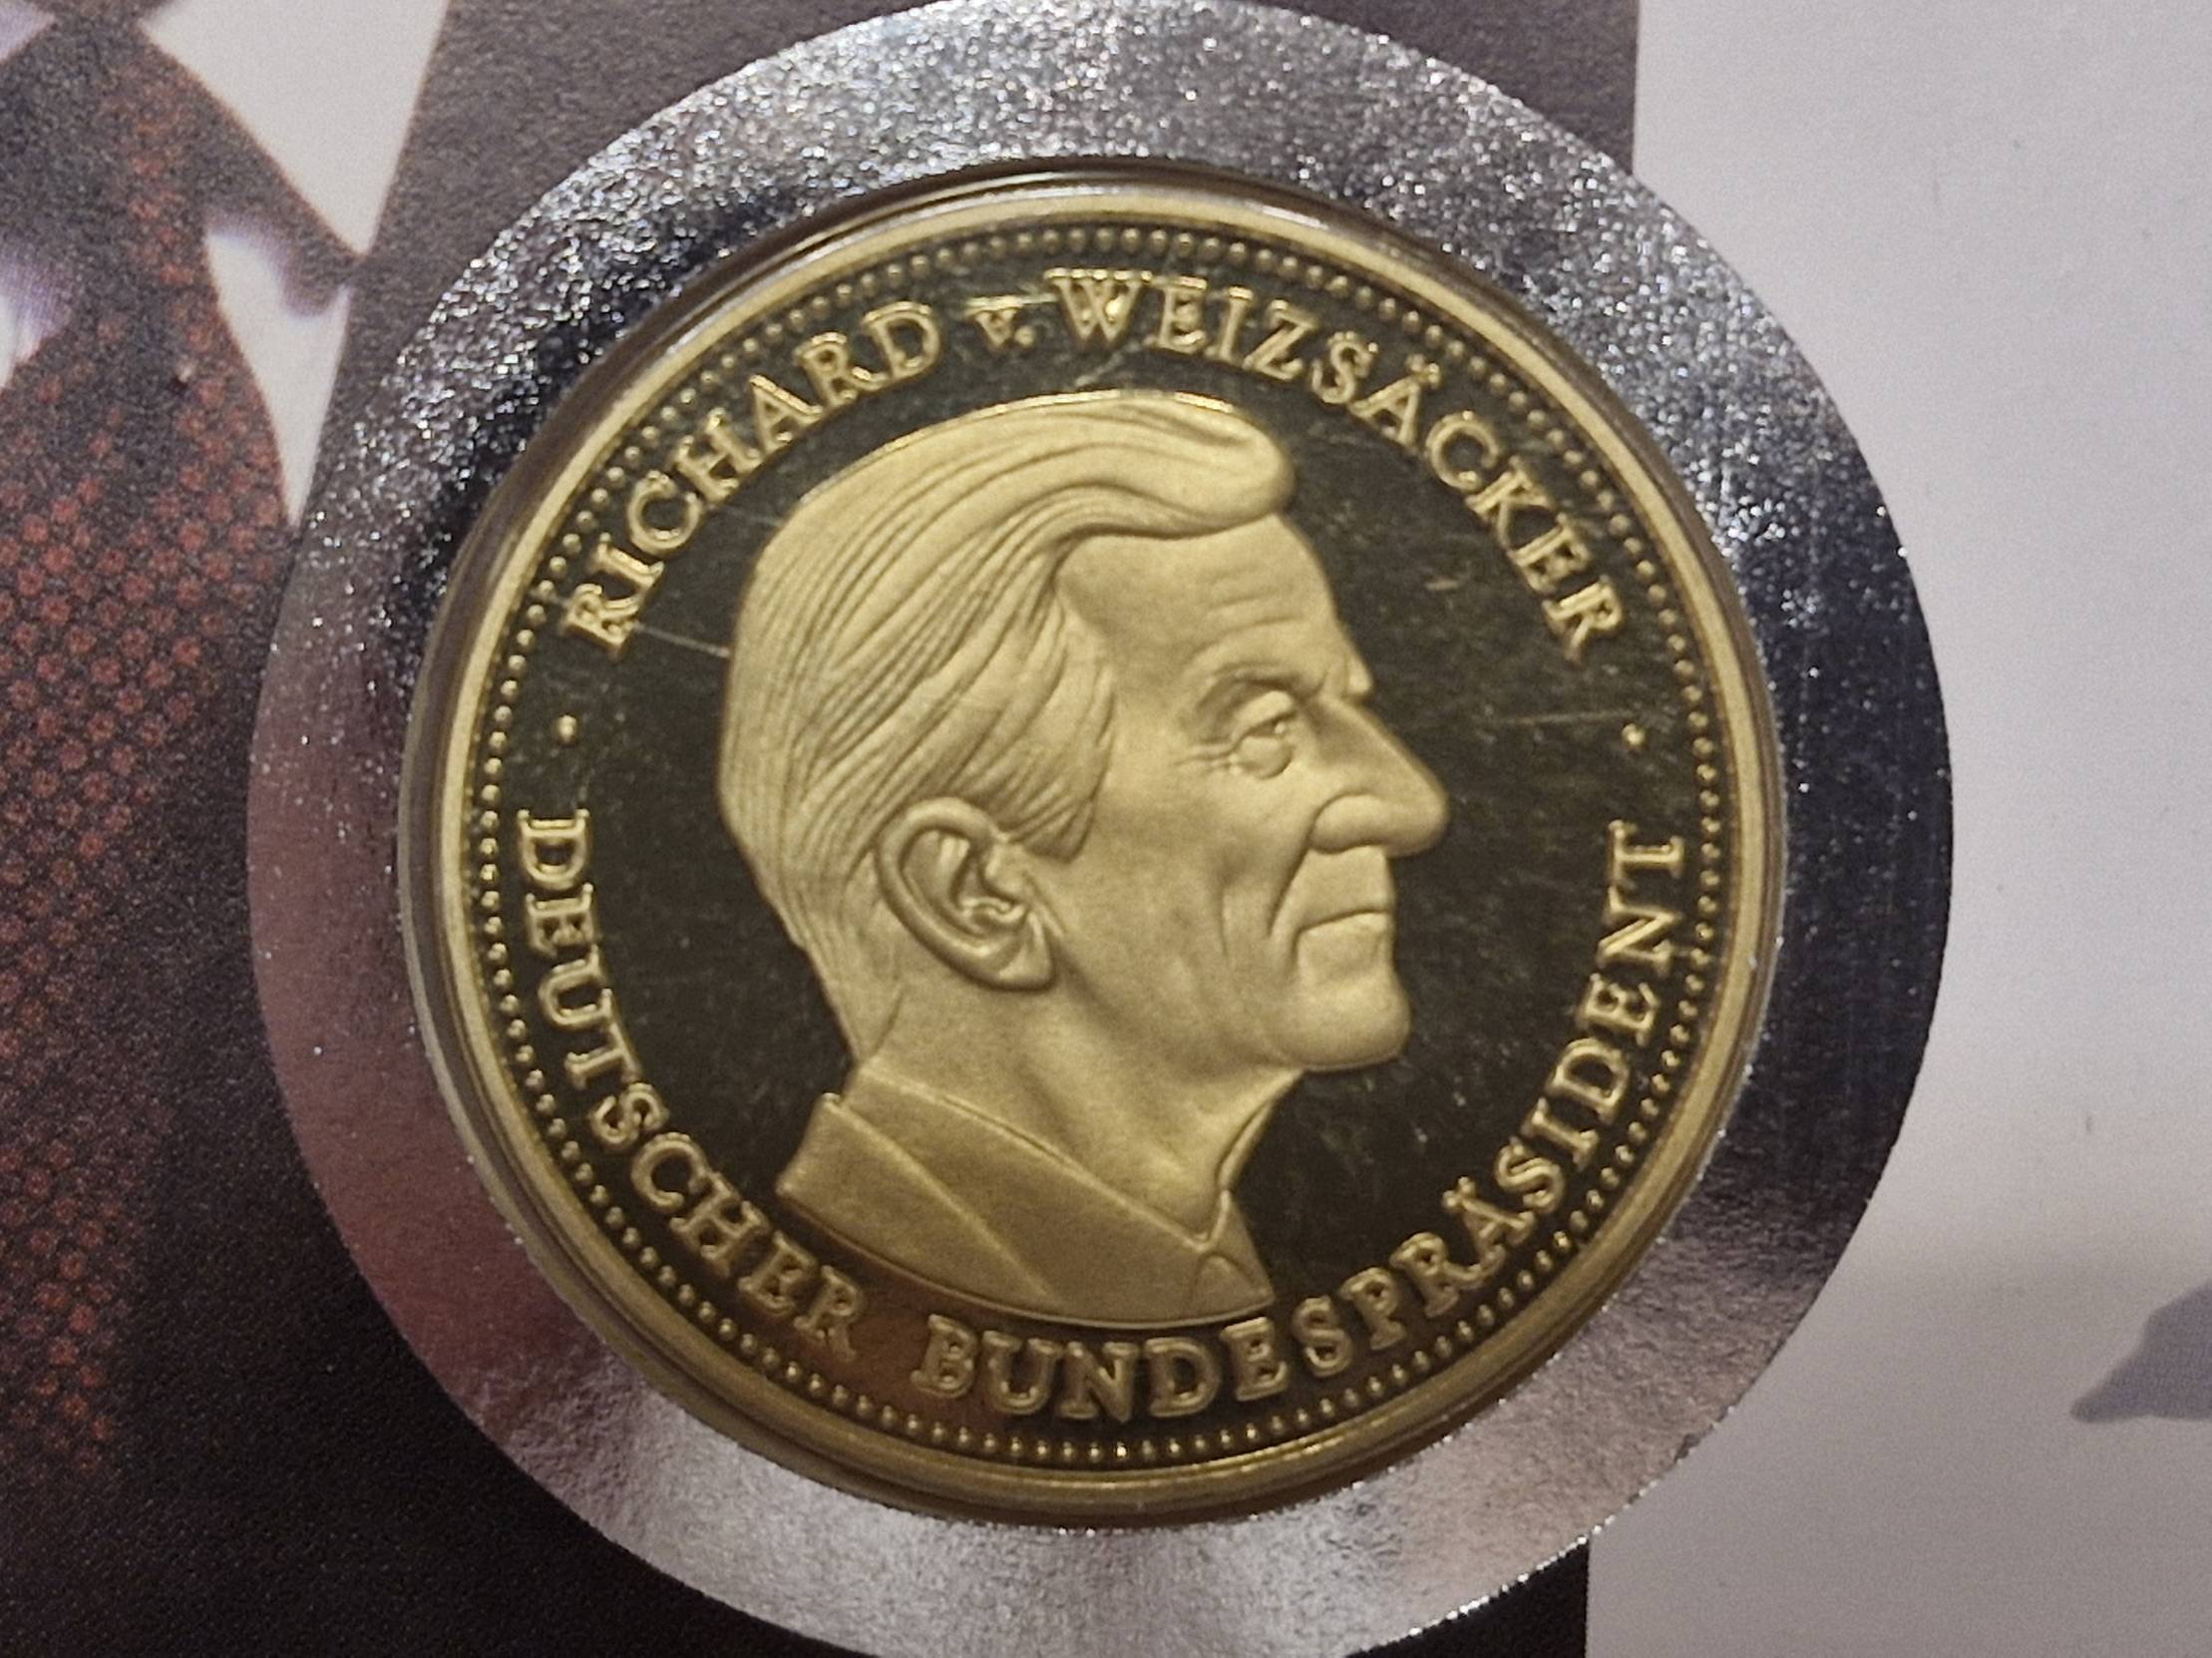 RICHARD v. WEIZSÄCKER
DEUTSCHER BUNDESPRÄSIDENT